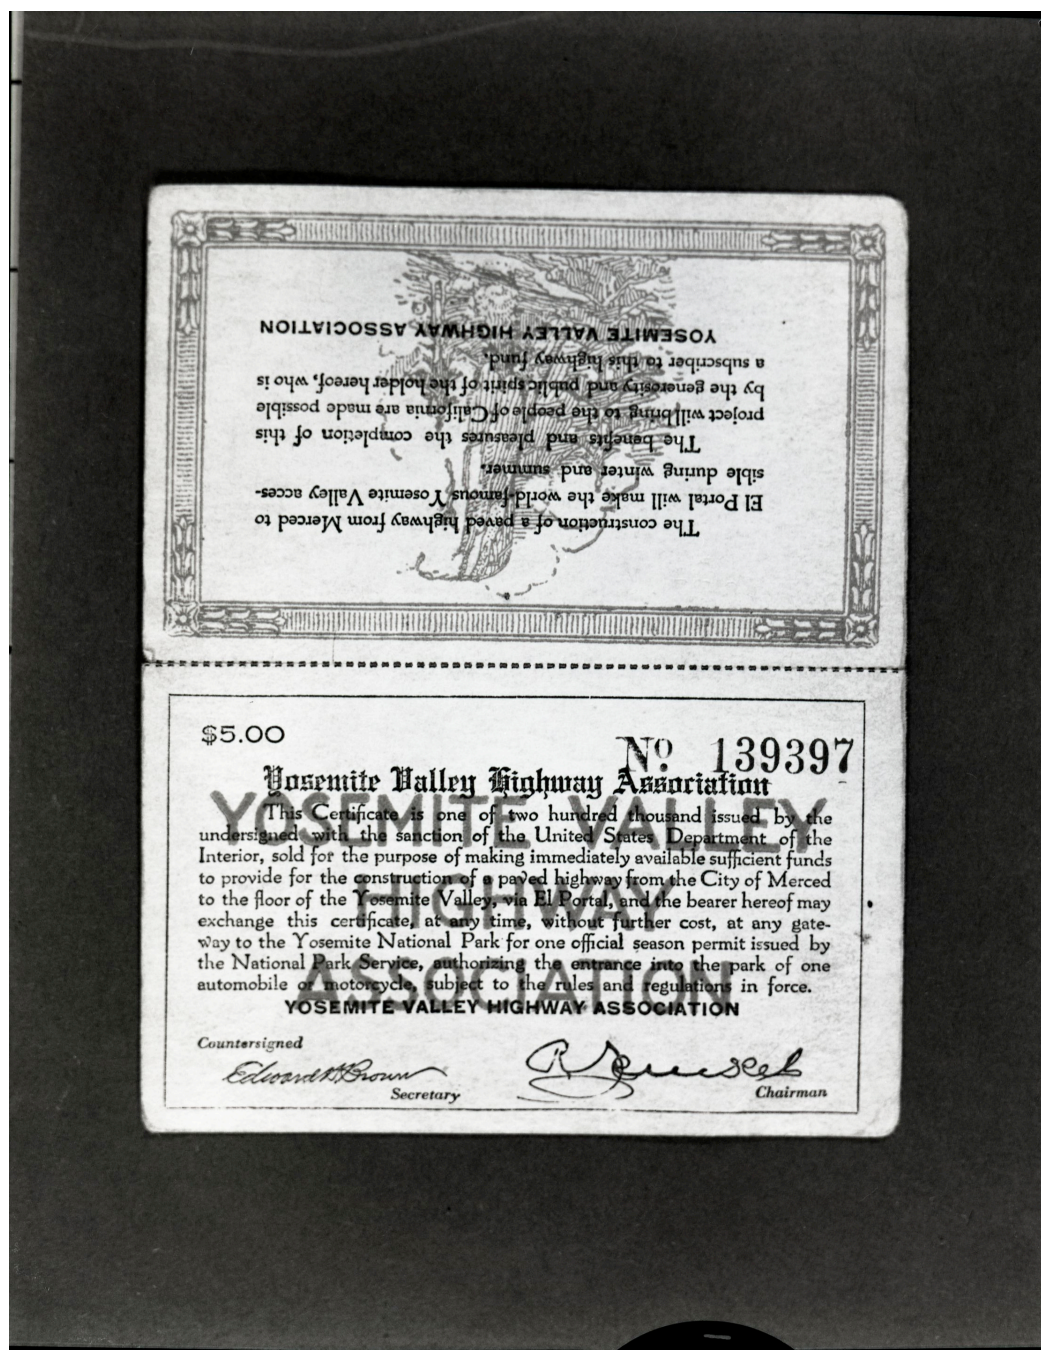 The construction of a paved highway from Merced to
El Portal will make the world-famous Yosemite Valley acces-
sible during winter and summer.
The benefits and pleasures the completion of this
project will bring to the people of California are made possible
by the generosity and public spirit of the holder hereof, who is
a subscriber to this highway fund.
YOSEMITE VALLEY HIGHWAY ASSOCIATION
$5.00
No 139397
Yosemite Valley Highway Association
YOSEMITE VALLEY
HIGHWAY
ASSOCIATION
This Certificate is one of two hundred thousand issued by the
undersigned with the sanction of the United States Department of the
Interior, sold for the purpose of making immediately available sufficient funds
to provide for the construction of a paved highway from the City of Merced
to the floor of the Yosemite Valley, via El Portal, and the bearer hereof may
exchange this certificate, at any time, without further cost, at any gate-
way to the Yosemite National Park for one official season permit issued by
the National Park Service, authorizing the entrance into the park of one
automobile or motorcycle, subject to the rules and regulations in force.
YOSEMITE VALLEY HIGHWAY ASSOCIATION
Countersigned
Edward H Brown
Secretary
Chairman